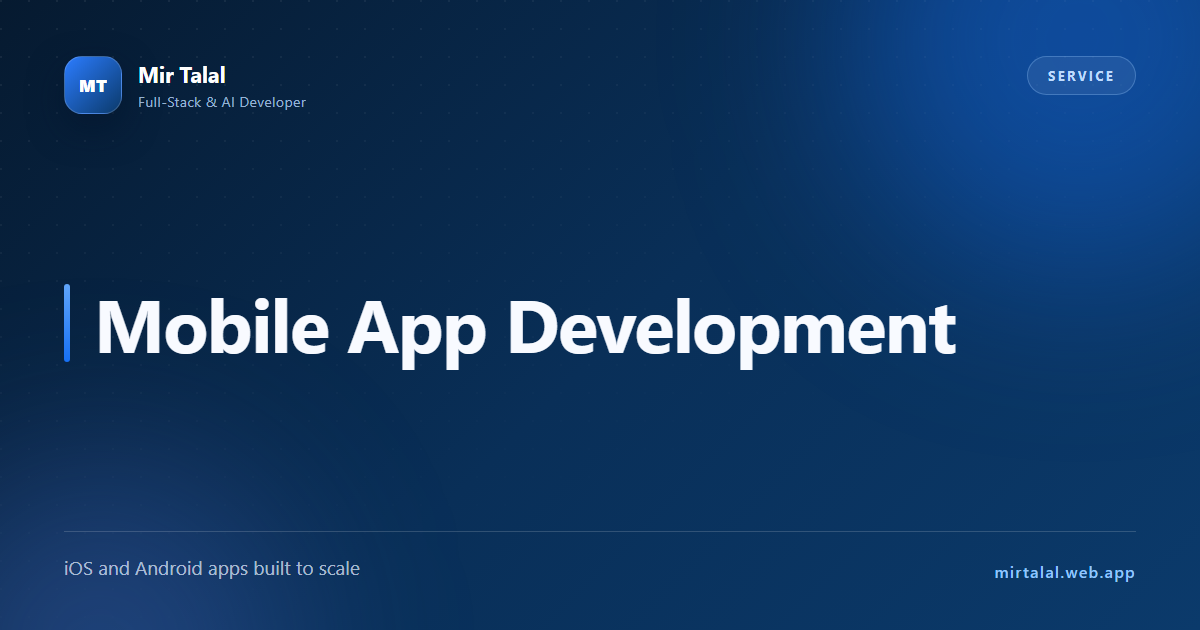 MT
Mir Talal
Full-Stack & AI Developer
SERVICE
Mobile App Development
iOS and Android apps built to scale
mirtalal.web.app